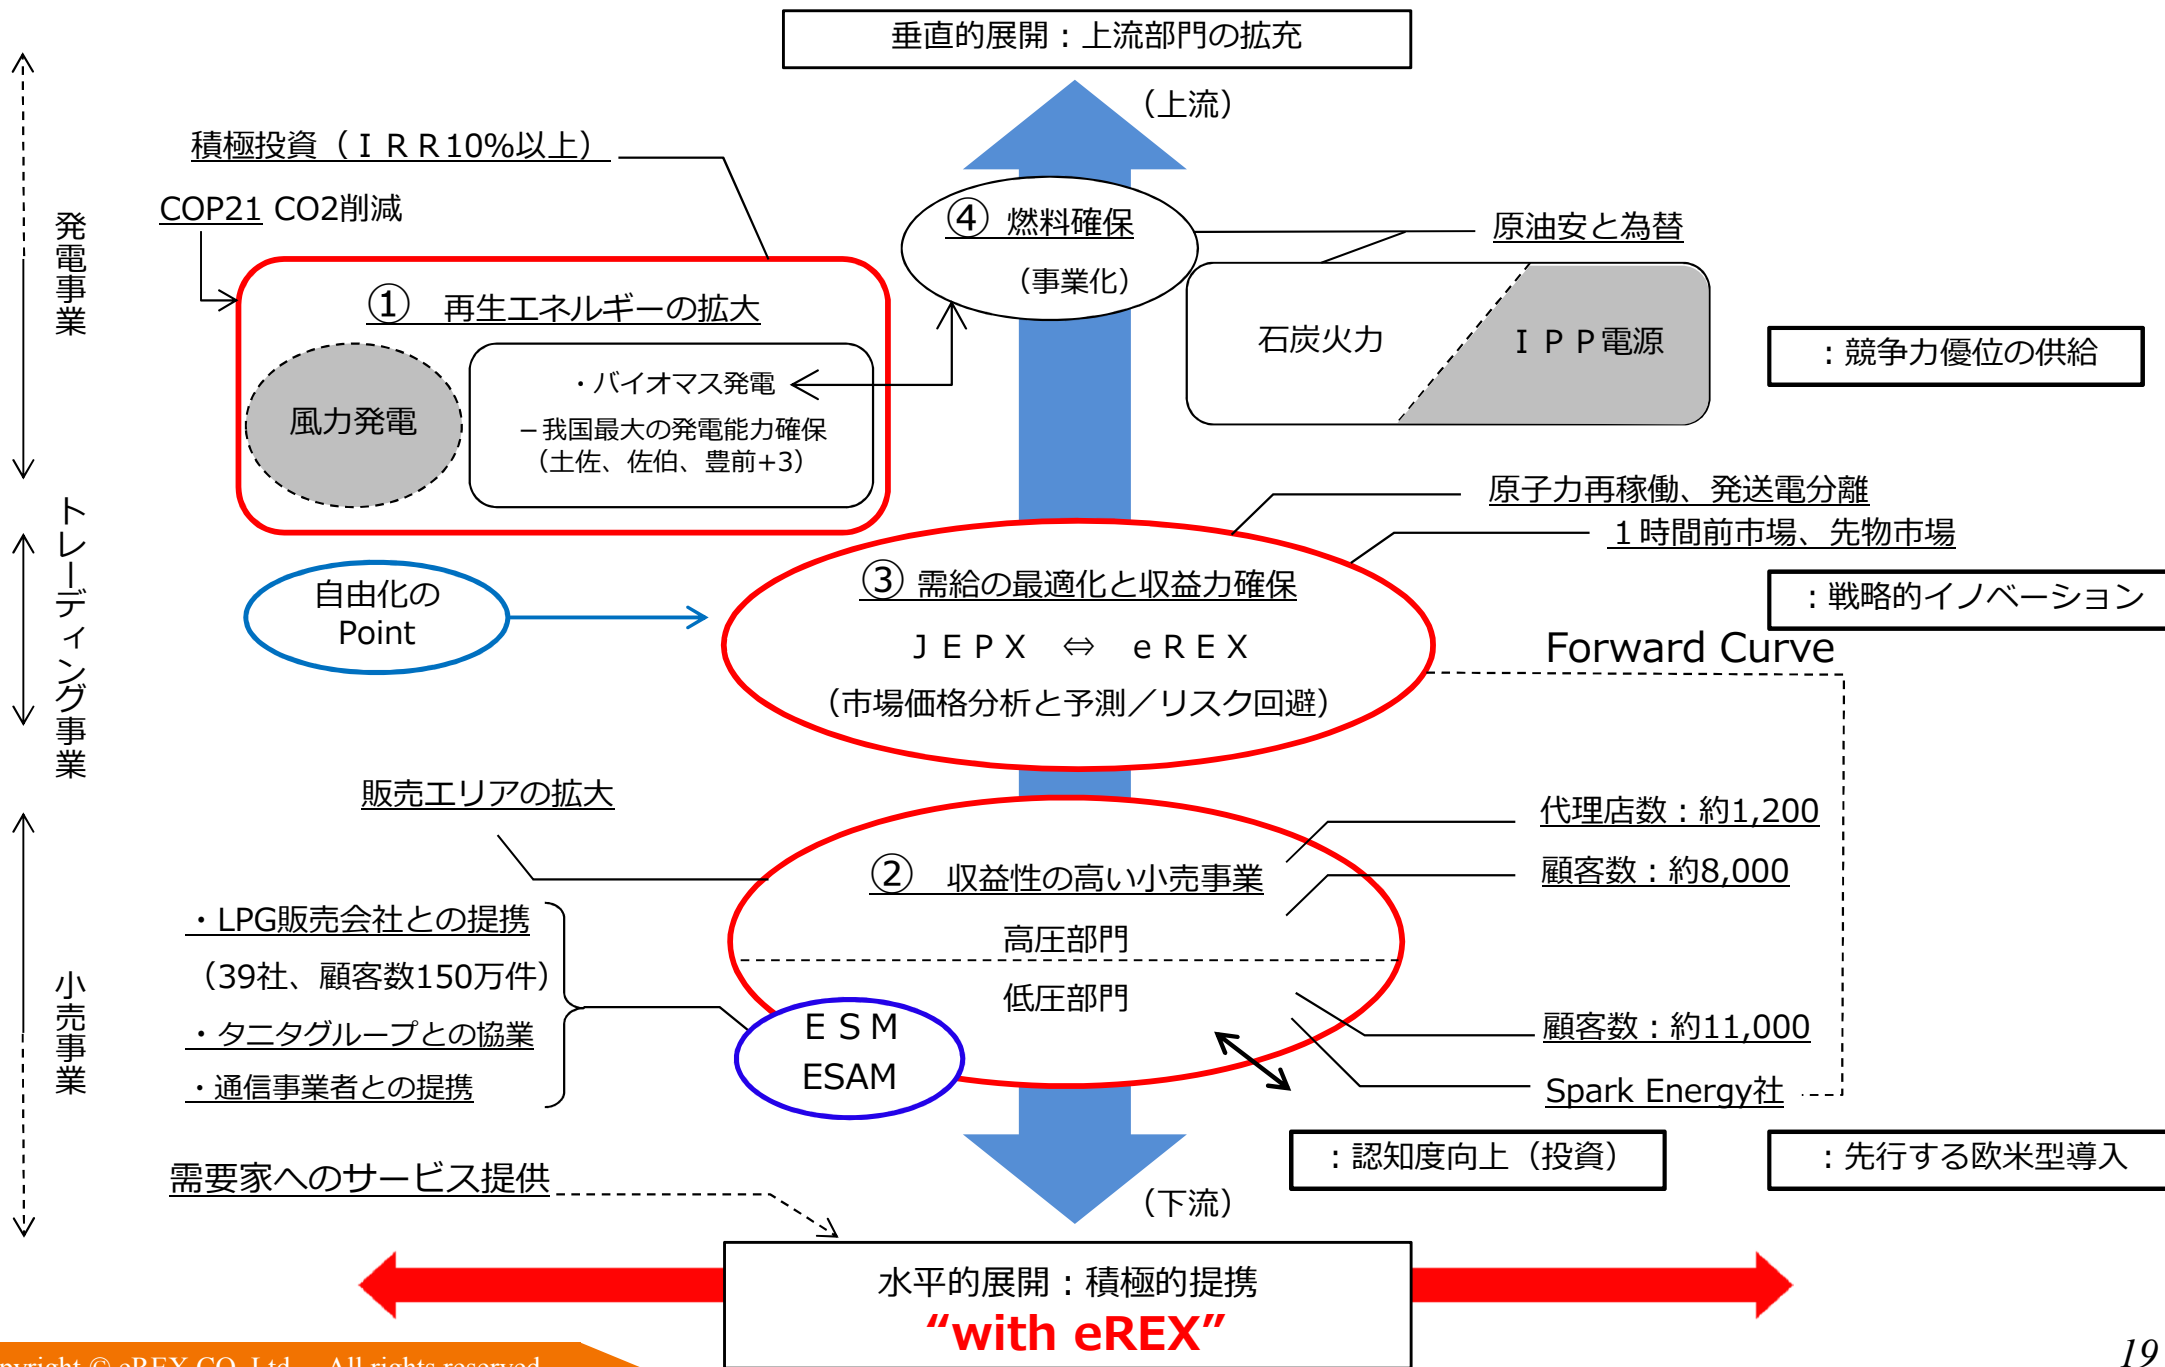 垂直的展開：上流部門の拡充
（上流）
積極投資（ＩＲＲ10%以上）
COP21 CO2削減
発電事業
④ 燃料確保
（事業化）
原油安と為替
① 再生エネルギーの拡大
風力発電
・バイオマス発電
－我国最大の発電能力確保
（土佐、佐伯、豊前+3）
石炭火力
ＩＰＰ電源
：競争力優位の供給
トレーディング事業
原子力再稼働、発送電分離
１時間前市場、先物市場
自由化の
Point
③ 需給の最適化と収益力確保
ＪＥＰＸ ⇔ ｅＲＥＸ
（市場価格分析と予測／リスク回避）
：戦略的イノベーション
Forward Curve
販売エリアの拡大
代理店数：約1,200
② 収益性の高い小売事業
顧客数：約8,000
高圧部門
低圧部門
小売事業
・LPG販売会社との提携
（39社、顧客数150万件）
・タニタグループとの協業
・通信事業者との提携
ＥＳＭ
ESAM
顧客数：約11,000
Spark Energy社
：認知度向上（投資）
：先行する欧米型導入
需要家へのサービス提供
（下流）
水平的展開：積極的提携
“with eREX”
pyright © eREX CO.,Ltd. All rights reserved.
19